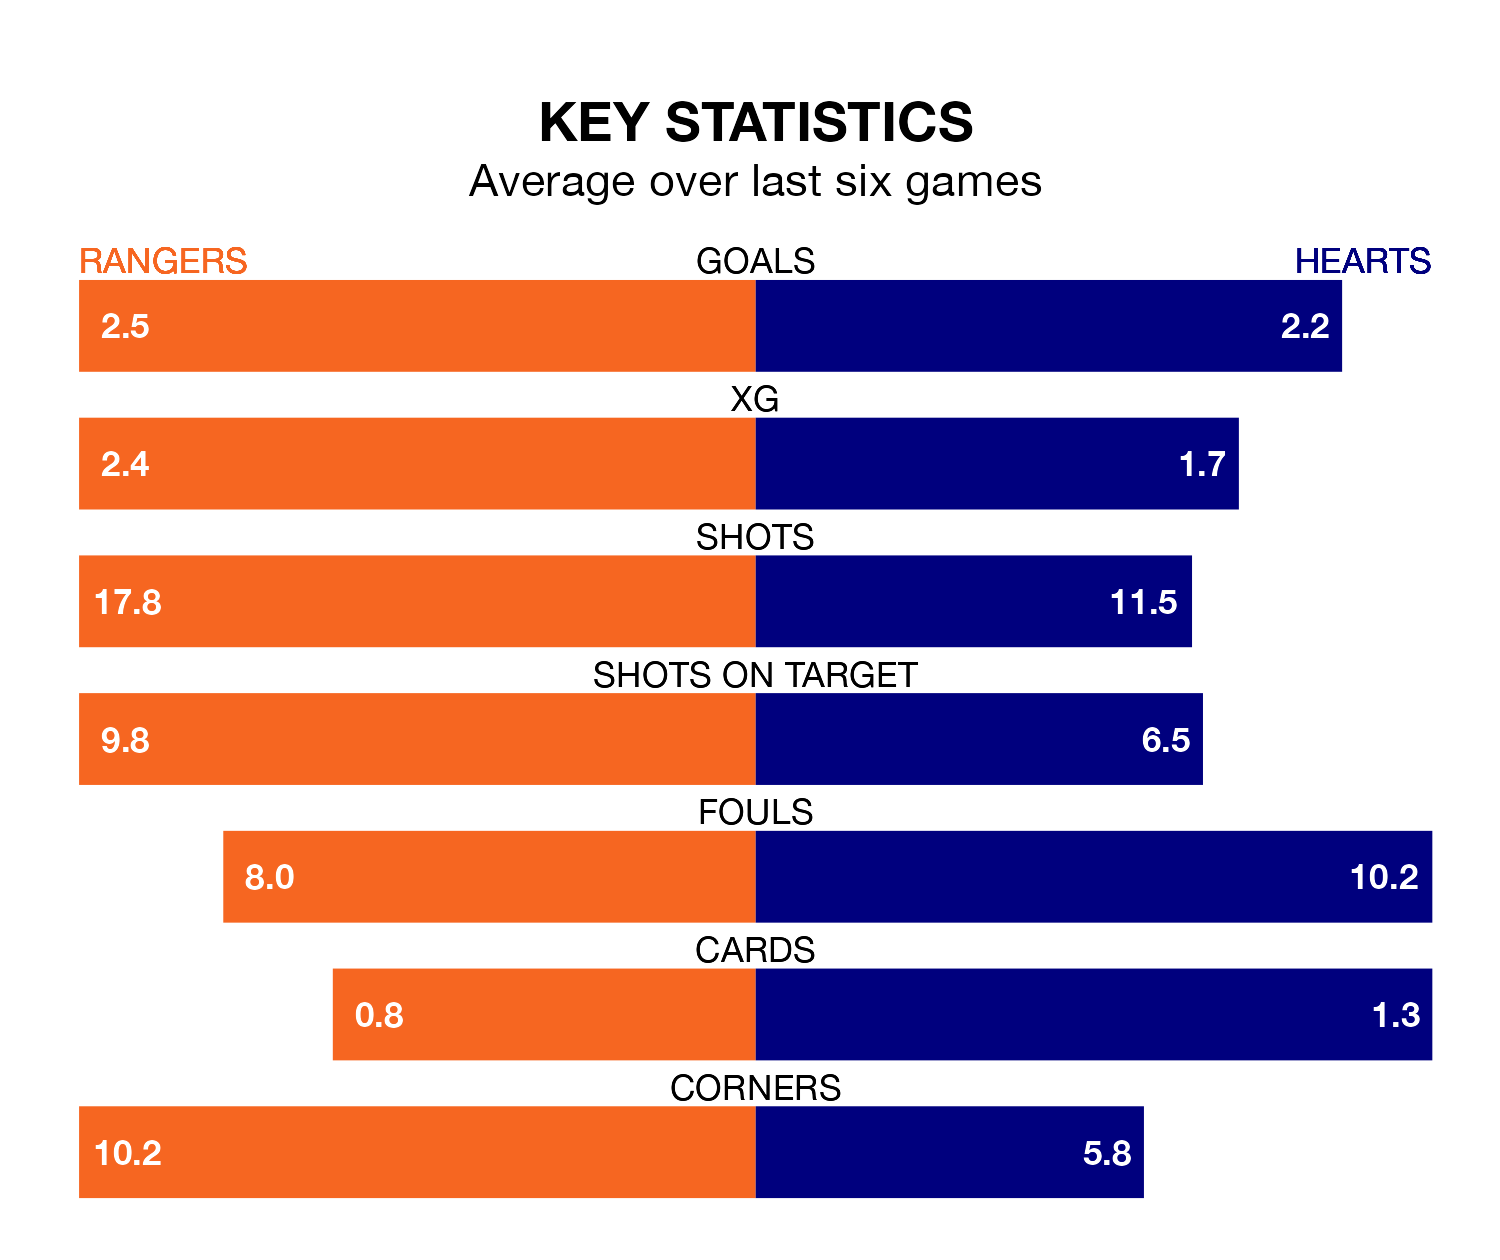 KEY STATISTICS
Average over last six games
RANGERS GOALS HEARTS
2.5 2.2
XG
2.4 1.7
SHOTS
17.8 11.5
SHOTS ON TARGET
9.8 6.5
FOULS
8.0 10.2
CARDS
0.8 1.3
CORNERS
10.2 5.8